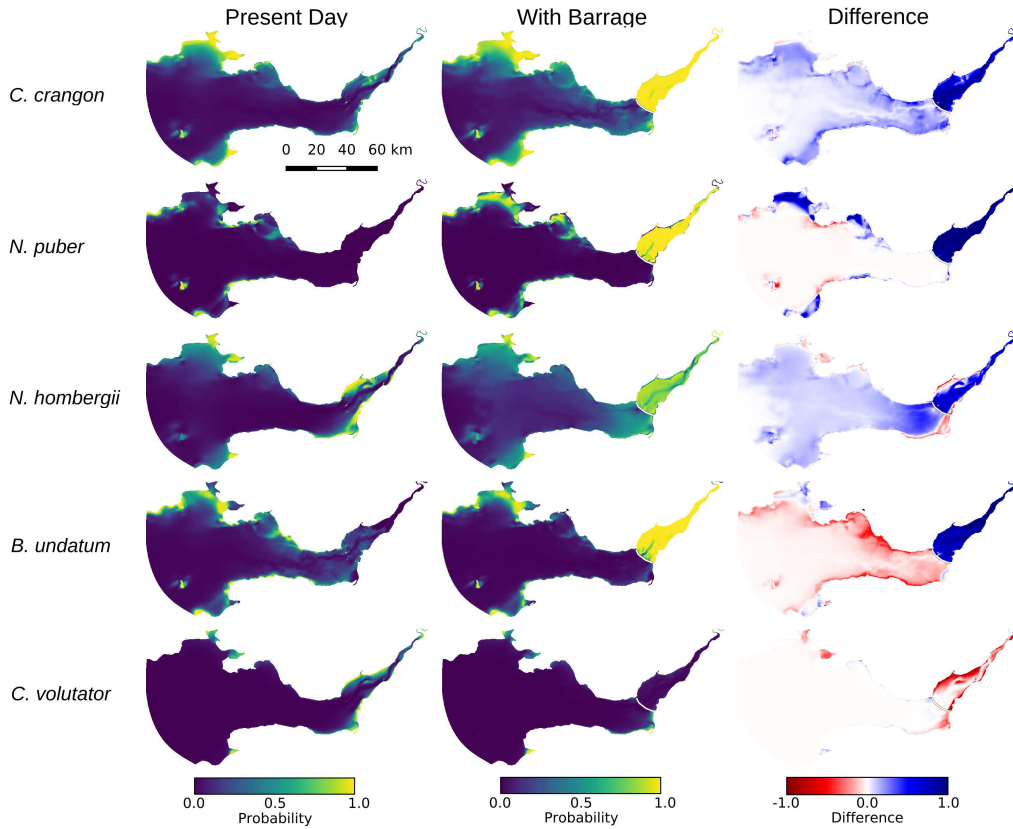 Present Day With Barrage Difference
C. crangon
0 20 40 60 km
N. puber
N. hombergii
B. undatum
C. volutator
0.0 0.5 1.0 0.0 0.5 1.0 -1.0 0.0 1.0
Probability Probability Difference